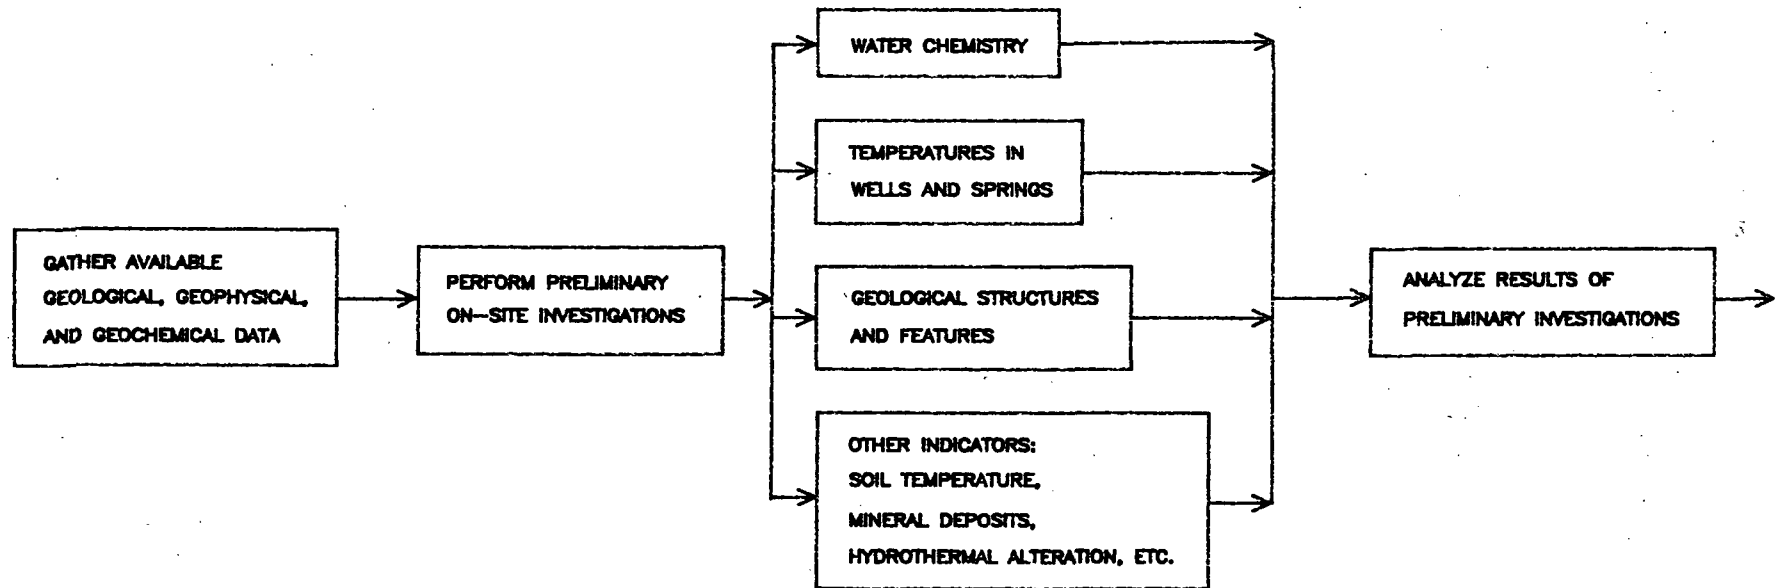 GATHER AVAILABLE
GEOLOGICAL, GEOPHYSICAL,
AND GEOCHEMICAL DATA
PERFORM PRELIMINARY
ON-SITE INVESTIGATIONS
WATER CHEMISTRY
TEMPERATURES IN
WELLS AND SPRINGS
GEOLOGICAL STRUCTURES
AND FEATURES
OTHER INDICATORS:
SOIL TEMPERATURE,
MINERAL DEPOSITS,
HYDROTHERMAL ALTERATION, ETC.
ANALYZE RESULTS OF
PRELIMINARY INVESTIGATIONS